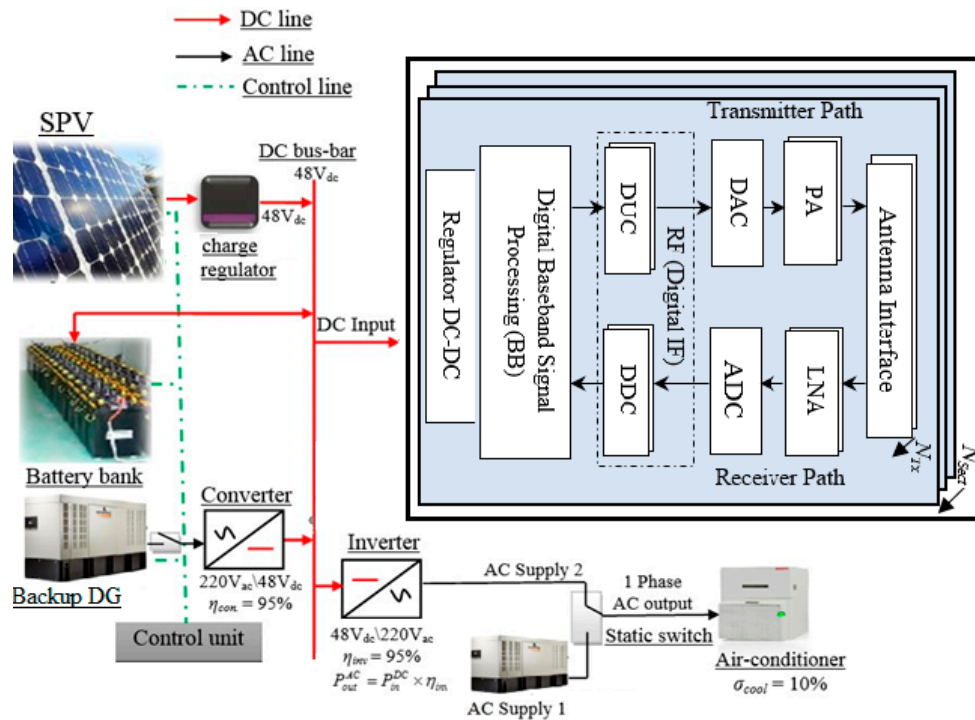 DC line
AC line
Control line
SPV
DC bus-bar
48V_dc
48V_dc
charge
regulator
DC Input
Battery bank
Backup DG
Converter
220V_ac\48V_dc
η_con. = 95%
Control unit
Inverter
48V_dc\220V_ac
η_inv = 95%
P_out^AC = P_in^DC × η_inv
AC Supply 2
AC Supply 1
1 Phase
AC output
Static switch
Air-conditioner
σ_cool = 10%
Transmitter Path
Regulator DC-DC
Digital Baseband Signal
Processing (BB)
DUC
RF (Digital IF)
DAC
PA
Antenna Interface
DDC
ADC
LNA
Receiver Path
N_Tx
N_Sect